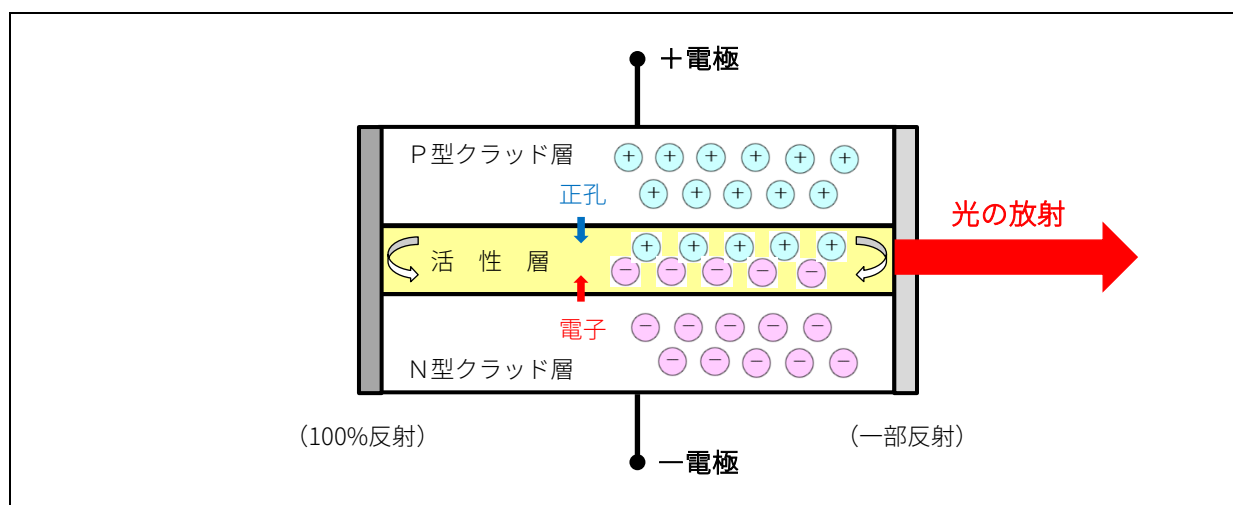 ＋電極
Ｐ型クラッド層
正孔
光の放射
活 性 層
電子
Ｎ型クラッド層
（100%反射）
（一部反射）
－電極